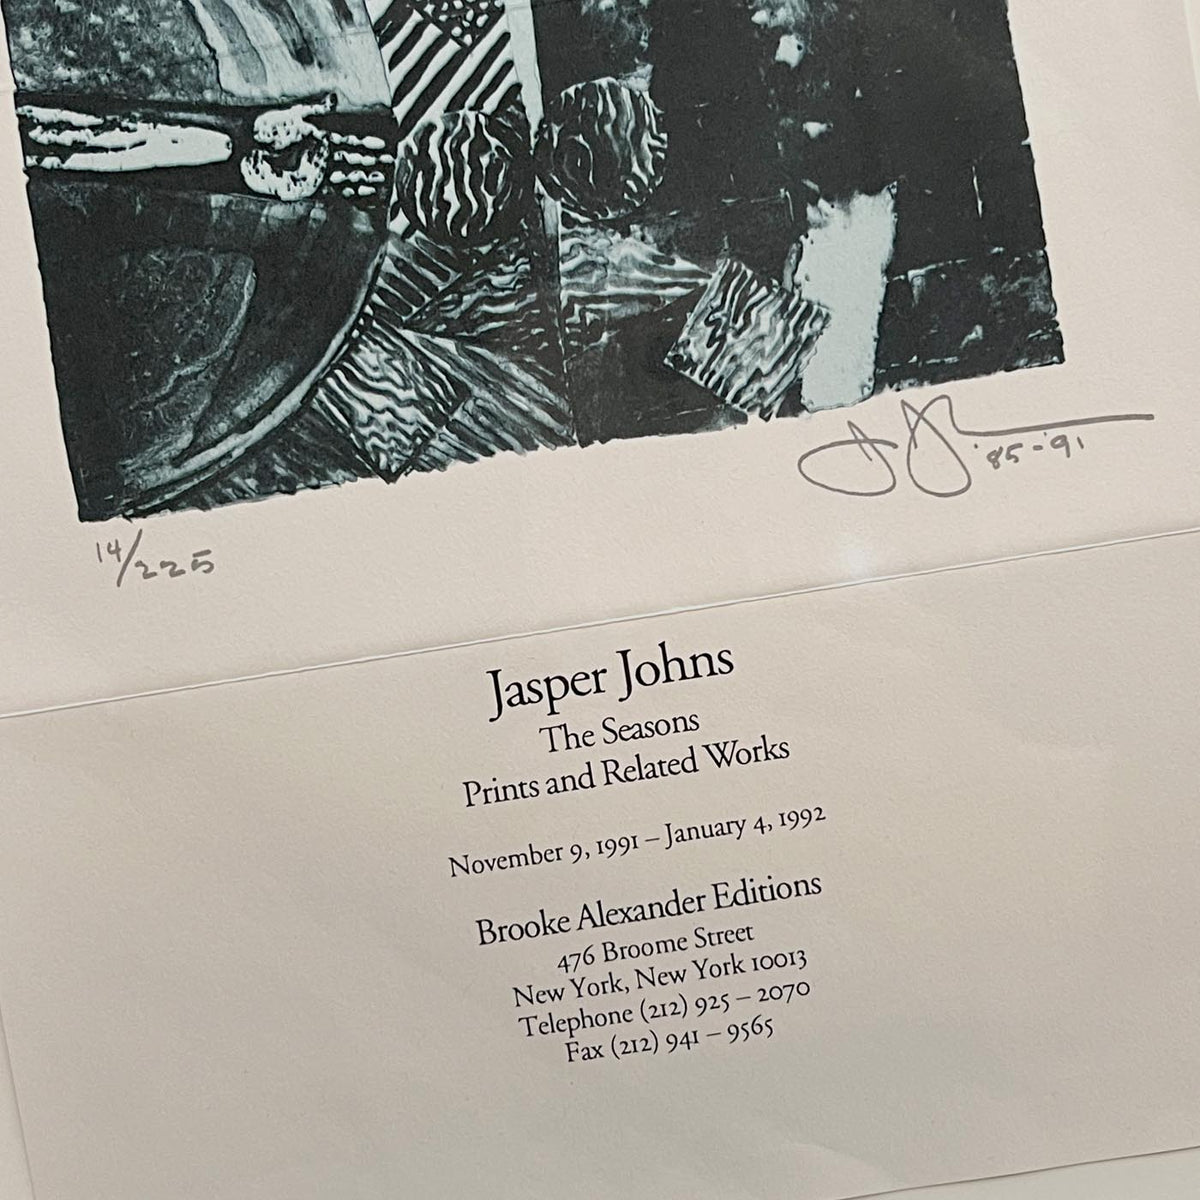 J Johns '85-'91
14/225
Jasper Johns
The Seasons
Prints and Related Works
November 9, 1991 – January 4, 1992
Brooke Alexander Editions
476 Broome Street
New York, New York 10013
Telephone (212) 925 – 2070
Fax (212) 941 – 9565